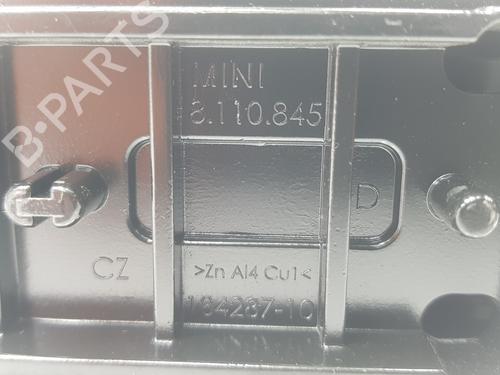 B-PARTS
MINI
8.110.845
D
CZ
>Zn Al4 Cu1<
184287-10